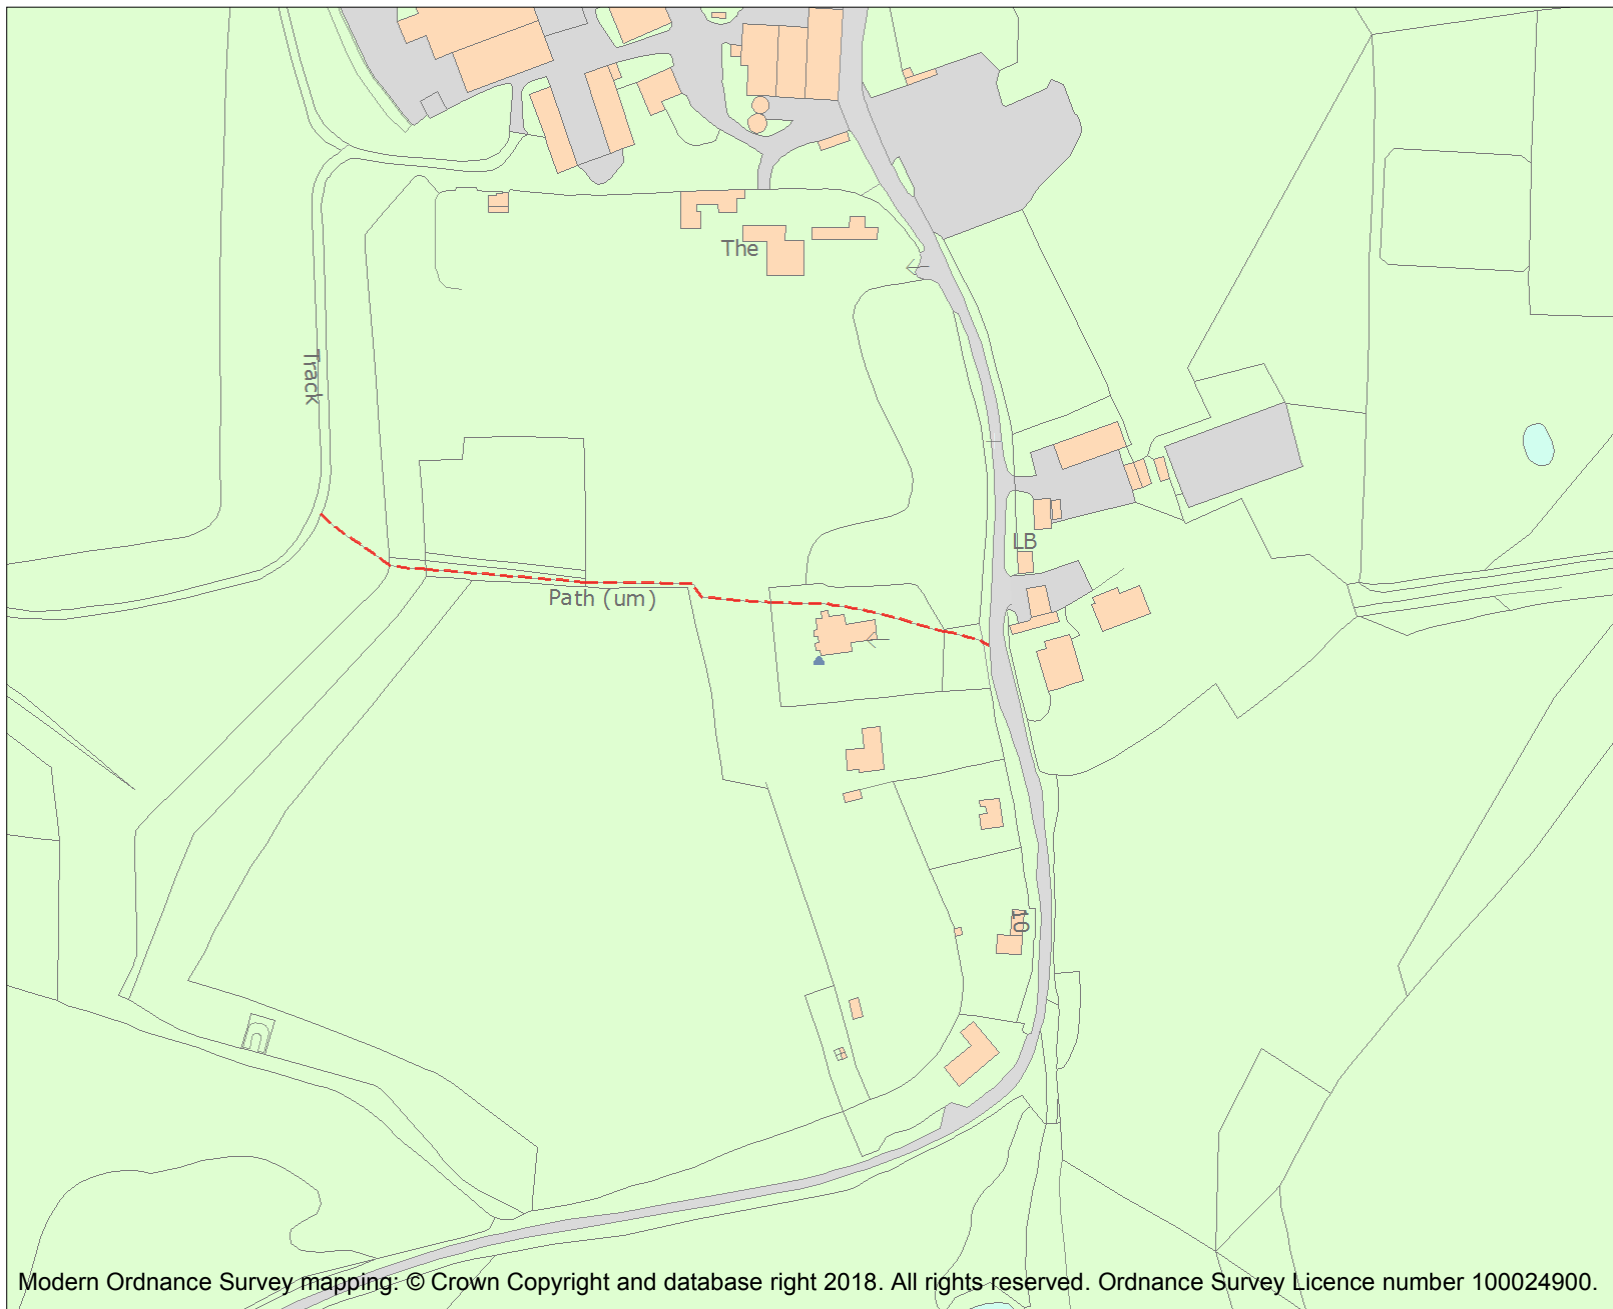 The
Track
LB
Path (um)
10
Modern Ordnance Survey mapping: © Crown Copyright and database right 2018. All rights reserved. Ordnance Survey Licence number 100024900.